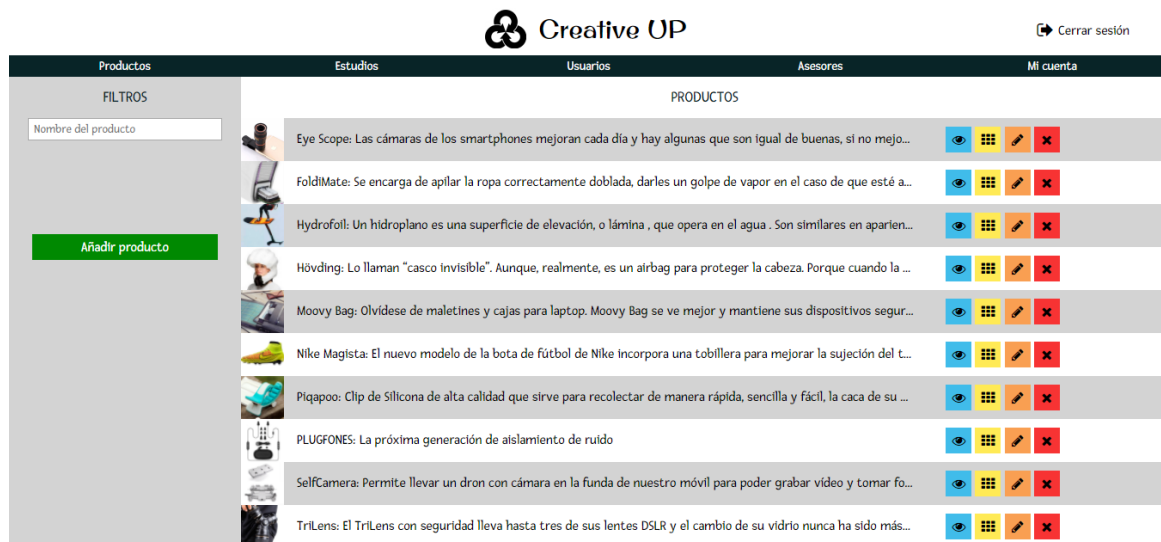 Creative UP
Cerrar sesión
Productos Estudios Usuarios Asesores Mi cuenta
FILTROS
Nombre del producto
Añadir producto
PRODUCTOS
Eye Scope: Las cámaras de los smartphones mejoran cada día y hay algunas que son igual de buenas, si no mejo...
FoldiMate: Se encarga de apilar la ropa correctamente doblada, darles un golpe de vapor en el caso de que esté a...
Hydrofoil: Un hidroplano es una superficie de elevación, o lámina , que opera en el agua . Son similares en aparien...
Hövding: Lo llaman “casco invisible”. Aunque, realmente, es un airbag para proteger la cabeza. Porque cuando la ...
Moovy Bag: Olvídese de maletines y cajas para laptop. Moovy Bag se ve mejor y mantiene sus dispositivos segur...
Nike Magista: El nuevo modelo de la bota de fútbol de Nike incorpora una tobillera para mejorar la sujeción del t...
Piqapoo: Clip de Silicona de alta calidad que sirve para recolectar de manera rápida, sencilla y fácil, la caca de su ...
PLUGFONES: La próxima generación de aislamiento de ruido
SelfCamera: Permite llevar un dron con cámara en la funda de nuestro móvil para poder grabar vídeo y tomar fo...
TriLens: El TriLens con seguridad lleva hasta tres de sus lentes DSLR y el cambio de su vidrio nunca ha sido más...